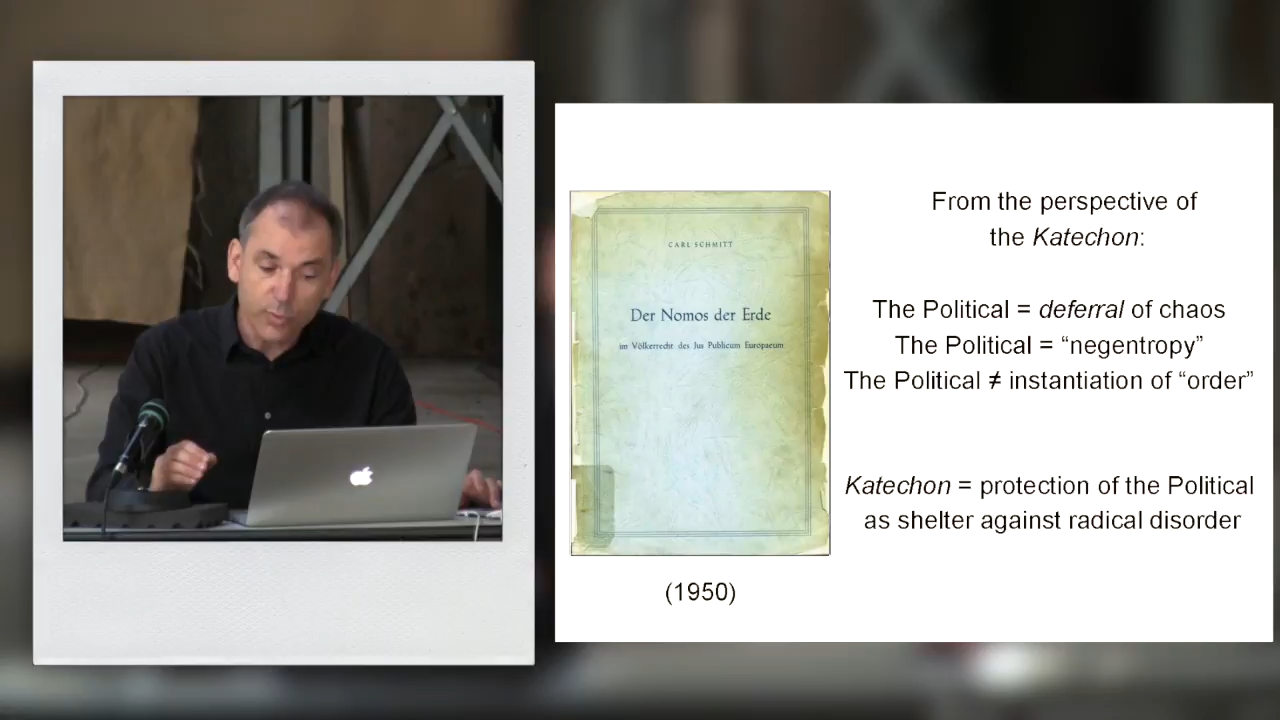 CARL SCHMITT
Der Nomos der Erde
im Völkerrecht des Jus Publicum Europaeum
(1950)
From the perspective of
the Katechon:
The Political = deferral of chaos
The Political = “negentropy”
The Political ≠ instantiation of “order”
Katechon = protection of the Political
as shelter against radical disorder